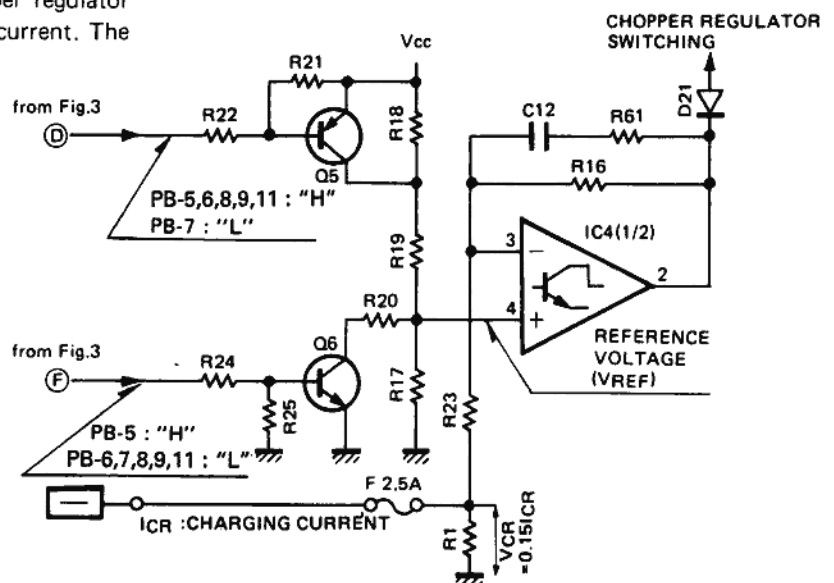 per regulator
current. The
CHOPPER REGULATOR
SWITCHING
Vcc
R21
from Fig.3
D
R22
R18
Q5
C12
R61
D21
R16
PB-5,6,8,9,11 : "H"
PB-7 : "L"
R19
IC4(1/2)
3
−
2
R20
4
+
REFERENCE
VOLTAGE
(VREF)
from Fig.3
F
R24
Q6
R25
R17
R23
PB-5 : "H"
PB-6,7,8,9,11 : "L"
F 2,5A
−
ICR :CHARGING CURRENT
R1
VCR
=0.15ICR